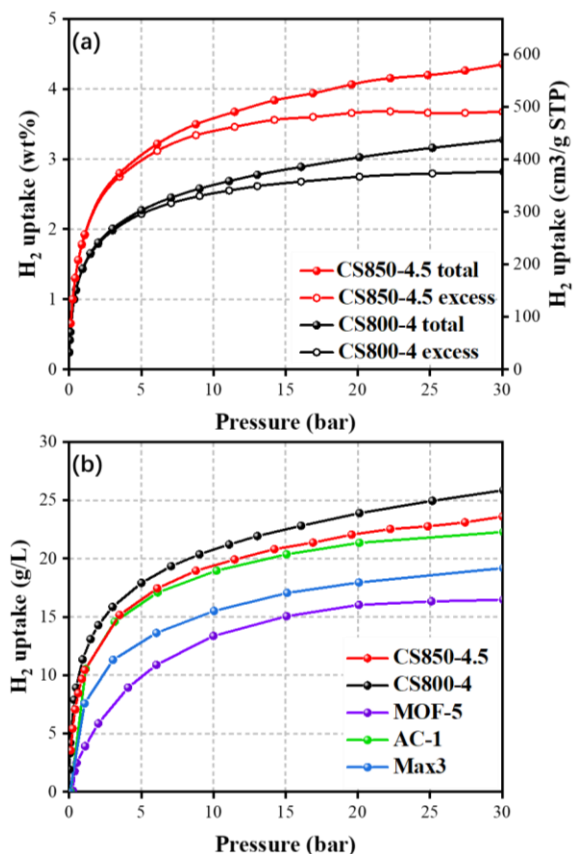 (a)
5
4
3
2
1
0
H2 uptake (wt%)
600
500
400
300
200
100
0
H2 uptake (cm3/g STP)
CS850-4.5 total
CS850-4.5 excess
CS800-4 total
CS800-4 excess
0 5 10 15 20 25 30
Pressure (bar)
(b)
30
25
20
15
10
5
0
H2 uptake (g/L)
CS850-4.5
CS800-4
MOF-5
AC-1
Max3
0 5 10 15 20 25 30
Pressure (bar)